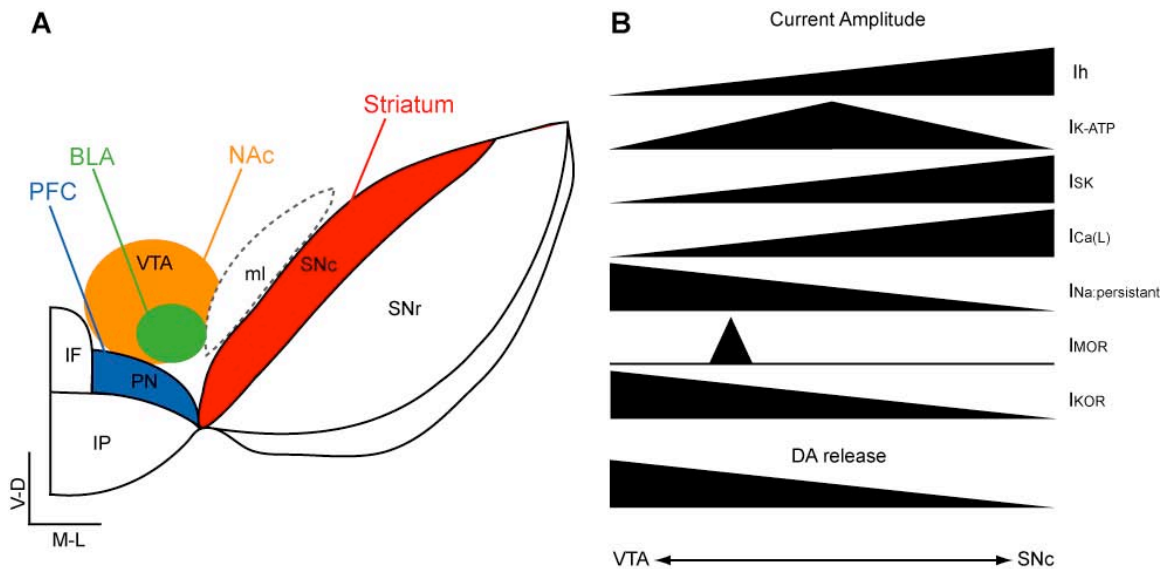 A
Striatum
BLA
NAc
PFC
VTA
ml
SNc
SNr
IF
PN
IP
V-D
M-L
B
Current Amplitude
Ih
IK-ATP
ISK
ICa(L)
INa:persistant
IMOR
IKOR
DA release
VTA
SNc